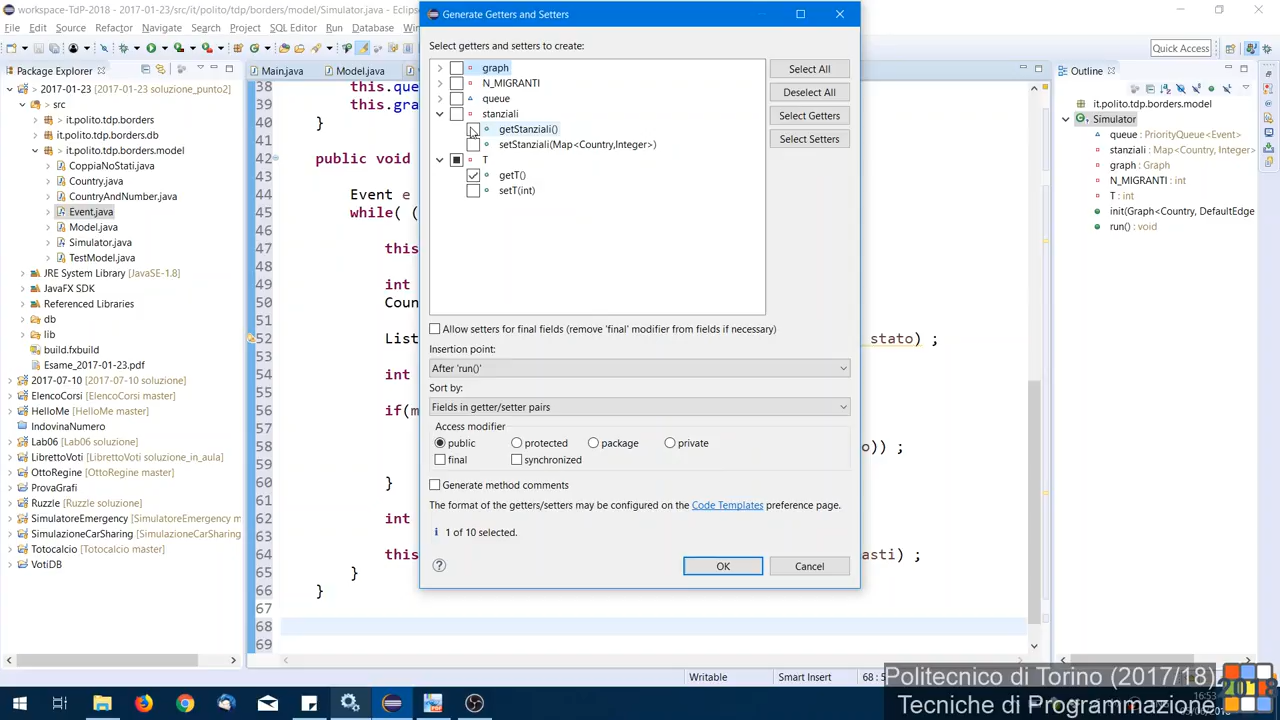 workspace-TdP-2018 - 2017-01-23/src/it/polito/tdp/borders/model/Simulator.java - Eclips
Generate Getters and Setters
File Edit Source Refactor Navigate Search Project SQL Editor Run Database
Quick Access
Package Explorer
2017-01-23 (2018 soluzione_punto2)
src
it.polito.tdp.borders
it.polito.tdp.borders.db
it.polito.tdp.borders.model
CoppiaNoStati.java
Country.java
CountryAndNumber.java
Event.java
Model.java
Simulator.java
TestModel.java
JRE System Library [JavaSE-1.8]
JavaFX SDK
Referenced Libraries
db
lib
build.fxbuild
Esame_2017-01-23.pdf
2017-07-10 (2018 soluzione)
ElencoCorsi [ElencoCorsi master]
HelloMe [HelloMe master]
IndovinaNumero
Lab06 [Lab06 soluzione]
LibrettoVoti [LibrettoVoti soluzione_in_aula]
OttoRegine [OttoRegine master]
ProvaGrafi
Ruzzle [Ruzzle soluzione]
SimulatoreEmergency [SimulatoreEmergency m
SimulazioneCarSharing [SimulazioneCarSharing
Totocalcio [Totocalcio master]
VotiDB
Main.java Model.java
38 this.qu
39 this.gra
40 }
41
42 public void
43
44 Event e
45 while( (
46
47 this
48
49 int
50 Coun
51
52 List stato) ;
53
54 int
55
56 if(m
57
58 o)) ;
59
60 }
61
62 int
63
64 this asti) ;
65 }
66 }
67
68
69
Select getters and setters to create:
graph
N_MIGRANTI
queue
stanziali
getStanziali()
setStanziali(Map<Country,Integer>)
T
getT()
setT(int)
Select All
Deselect All
Select Getters
Select Setters
Allow setters for final fields (remove 'final' modifier from fields if necessary)
Insertion point:
After 'run()'
Sort by:
Fields in getter/setter pairs
Access modifier
public protected package private
final synchronized
Generate method comments
The format of the getters/setters may be configured on the Code Templates preference page.
1 of 10 selected.
OK Cancel
Outline
it.polito.tdp.borders.model
Simulator
queue : PriorityQueue<Event>
stanziali : Map<Country, Integer>
graph : Graph
N_MIGRANTI : int
T : int
init(Graph<Country, DefaultEdge
run() : void
Writable Smart Insert 68 : 5
Politecnico di Torino (2017/18)
Tecniche di Programmazione
2018
16:53